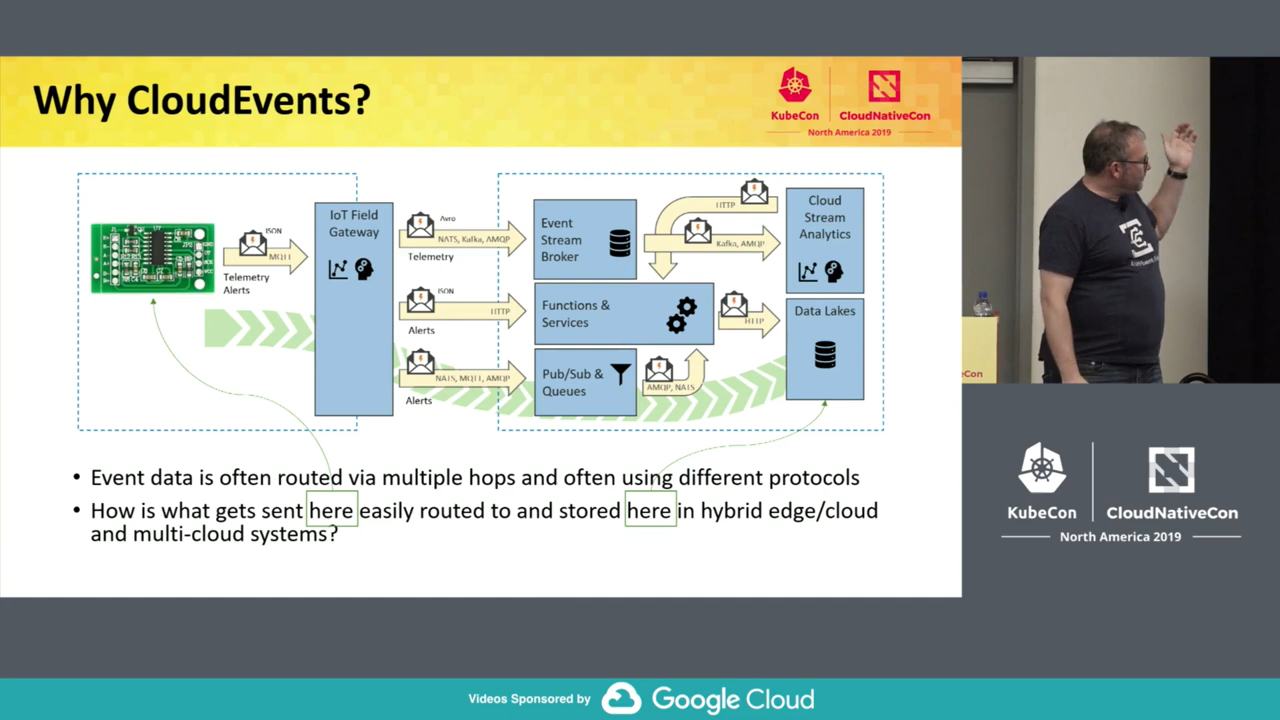 Why CloudEvents?
KubeCon
CloudNativeCon
North America 2019
JSON
MQTT
Telemetry
Alerts
IoT Field
Gateway
Avro
NATS, Kafka, AMQP
Telemetry
JSON
HTTP
Alerts
NATS, MQTT, AMQP
Alerts
Event
Stream
Broker
Functions &
Services
Pub/Sub &
Queues
HTTP
Kafka, AMQP
HTTP
AMQP, NATS
Cloud
Stream
Analytics
Data Lakes
• Event data is often routed via multiple hops and often using different protocols
• How is what gets sent here easily routed to and stored here in hybrid edge/cloud
and multi-cloud systems?
Con
KubeCon
CloudNativeCon
North America 2019
Videos Sponsored by
Google Cloud